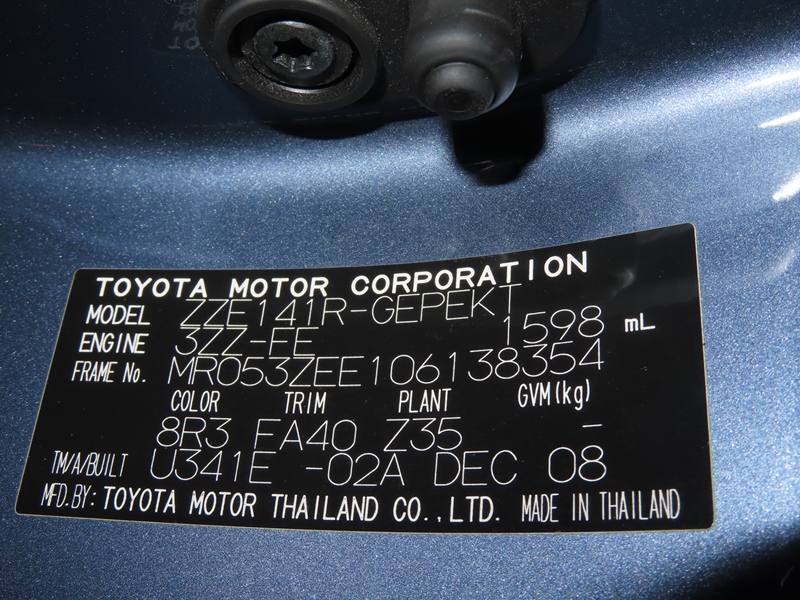 TOYOTA MOTOR CORPORATION
MODEL ZZE141R-GEPEKT
ENGINE 3ZZ-FE 1598 mL
FRAME No. MR053ZEE106138354
COLOR TRIM PLANT GVM(kg)
8R3 FA40 Z35 -
TM/A/BUILT U341E -02A DEC 08
MFD.BY: TOYOTA MOTOR THAILAND CO.,LTD. MADE IN THAILAND